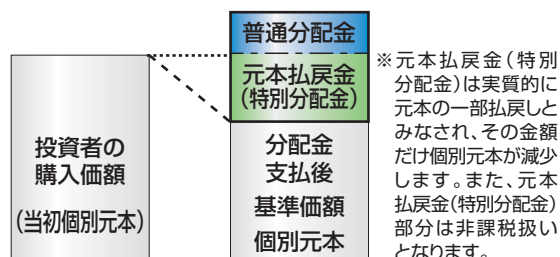 普通分配金
元本払戻金
(特別分配金)
投資者の
購入価額
(当初個別元本)
分配金
支払後
基準価額
個別元本
※元本払戻金(特別
分配金)は実質的に
元本の一部払戻しと
みなされ、その金額
だけ個別元本が減少
します。また、元本
払戻金(特別分配金)
部分は非課税扱い
となります。